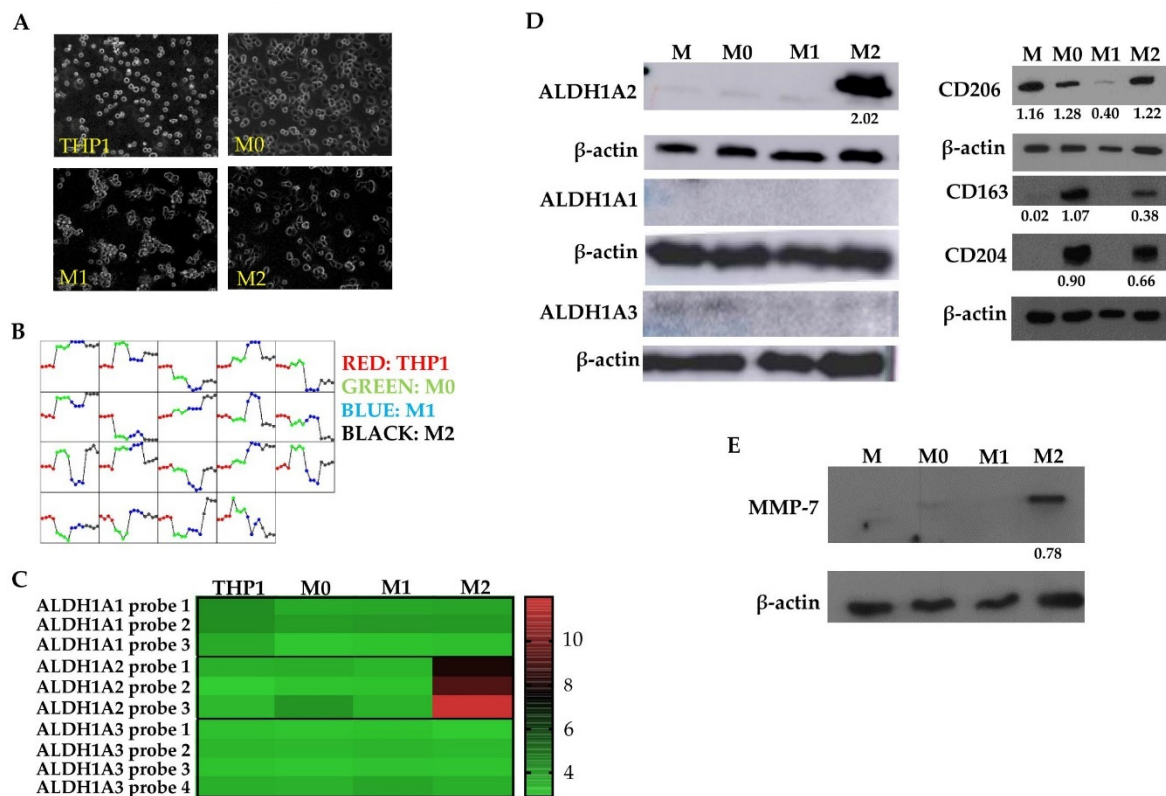 A
THP1
M0
M1
M2
B
RED: THP1
GREEN: M0
BLUE: M1
BLACK: M2
C
THP1 M0 M1 M2
ALDH1A1 probe 1
ALDH1A1 probe 2
ALDH1A1 probe 3
ALDH1A2 probe 1
ALDH1A2 probe 2
ALDH1A2 probe 3
ALDH1A3 probe 1
ALDH1A3 probe 2
ALDH1A3 probe 3
ALDH1A3 probe 4
10
8
6
4
D
M M0 M1 M2
ALDH1A2
2.02
β-actin
ALDH1A1
β-actin
ALDH1A3
β-actin
M M0 M1 M2
CD206
1.16 1.28 0.40 1.22
β-actin
CD163
0.02 1.07 0.38
CD204
0.90 0.66
β-actin
E
M M0 M1 M2
MMP-7
0.78
β-actin